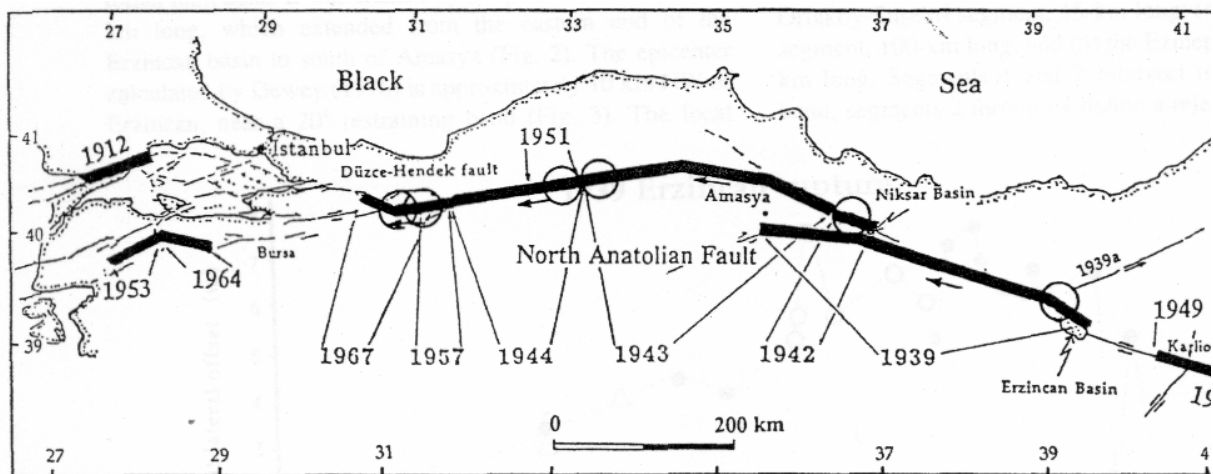 27 29 31 33 35 37 39 41
Black Sea
41
1912
Istanbul
1951
Düzce-Hendek fault
Niksar Basin
Amasya
40
Bursa
North Anatolian Fault
1939a
1953 1964
39
1967 1957 1944 1943 1942 1939
1949
Karlio
Erzincan Basin
19
0 200 km
27 29 31 33 35 37 39